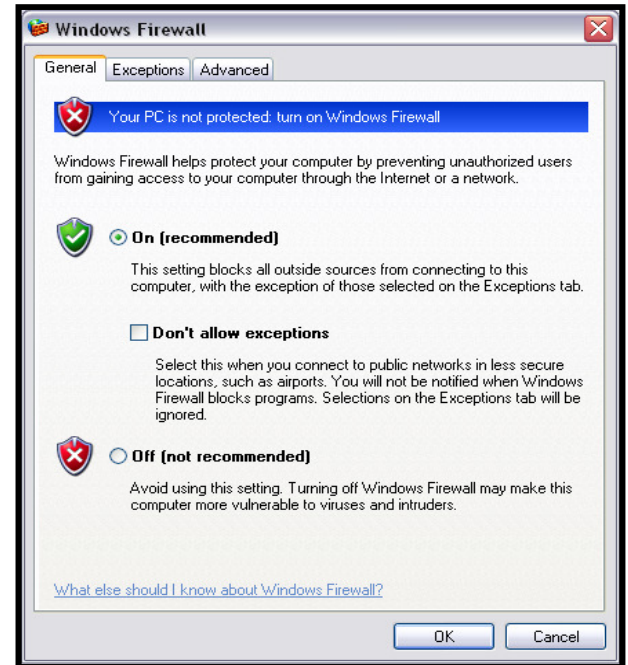 Windows Firewall
General Exceptions Advanced
Your PC is not protected: turn on Windows Firewall
Windows Firewall helps protect your computer by preventing unauthorized users
from gaining access to your computer through the Internet or a network.
On (recommended)
This setting blocks all outside sources from connecting to this
computer, with the exception of those selected on the Exceptions tab.
Don't allow exceptions
Select this when you connect to public networks in less secure
locations, such as airports. You will not be notified when Windows
Firewall blocks programs. Selections on the Exceptions tab will be
ignored.
Off (not recommended)
Avoid using this setting. Turning off Windows Firewall may make this
computer more vulnerable to viruses and intruders.
What else should I know about Windows Firewall?
OK Cancel